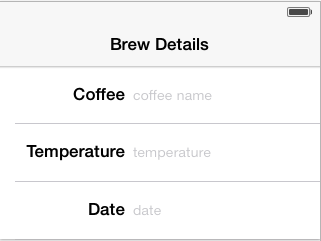 Brew Details
Coffee coffee name
Temperature temperature
Date date